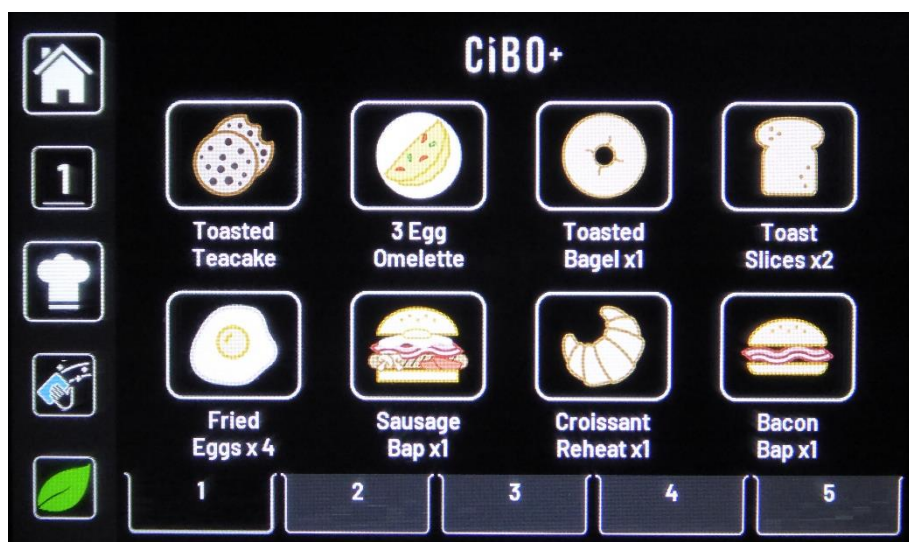 CiBO+
1
Toasted
Teacake
3 Egg
Omelette
Toasted
Bagel x1
Toast
Slices x2
Fried
Eggs x 4
Sausage
Bap x1
Croissant
Reheat x1
Bacon
Bap x1
1
2
3
4
5